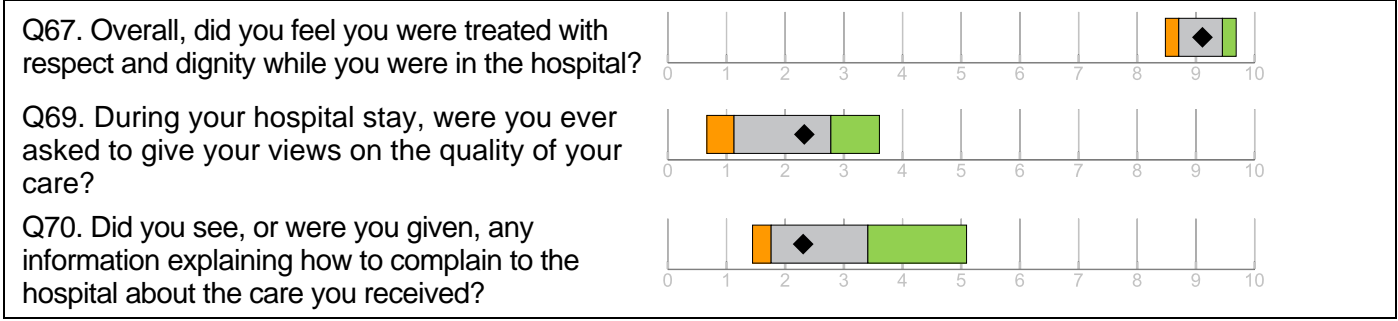 Q67. Overall, did you feel you were treated with
respect and dignity while you were in the hospital?
0 1 2 3 4 5 6 7 8 9 10
Q69. During your hospital stay, were you ever
asked to give your views on the quality of your
care?
0 1 2 3 4 5 6 7 8 9 10
Q70. Did you see, or were you given, any
information explaining how to complain to the
hospital about the care you received?
0 1 2 3 4 5 6 7 8 9 10